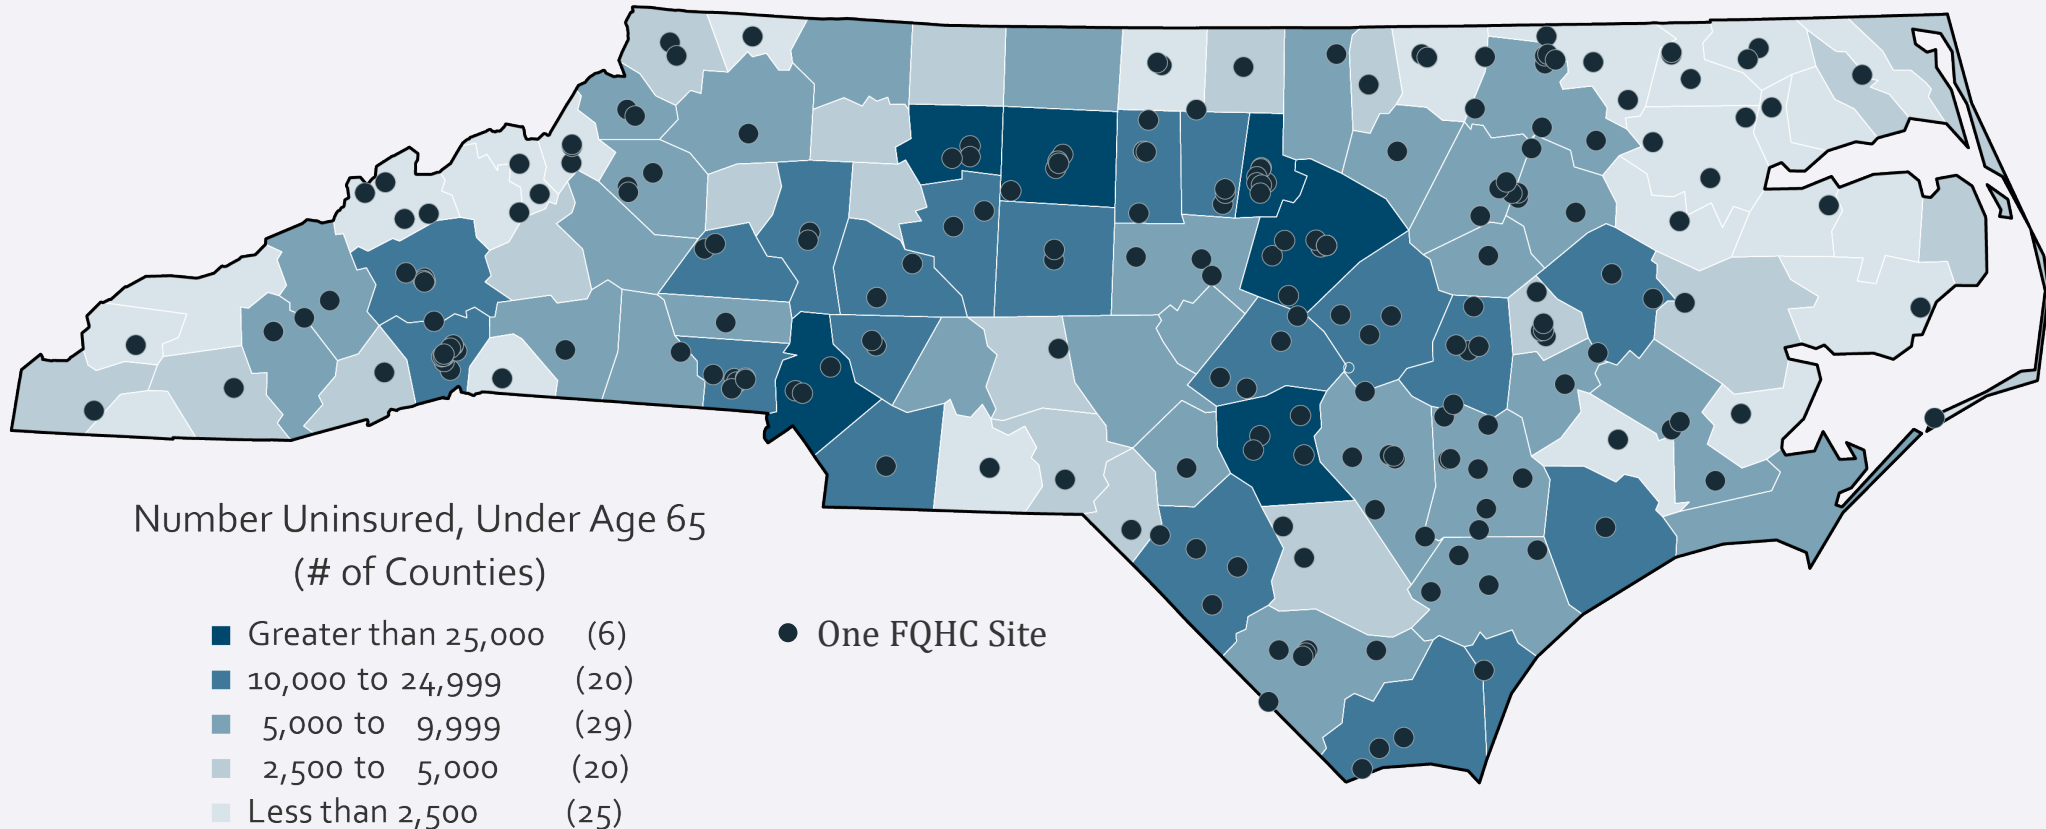 Number Uninsured, Under Age 65
(# of Counties)
Greater than 25,000 (6)
10,000 to 24,999 (20)
5,000 to 9,999 (29)
2,500 to 5,000 (20)
Less than 2,500 (25)
One FQHC Site